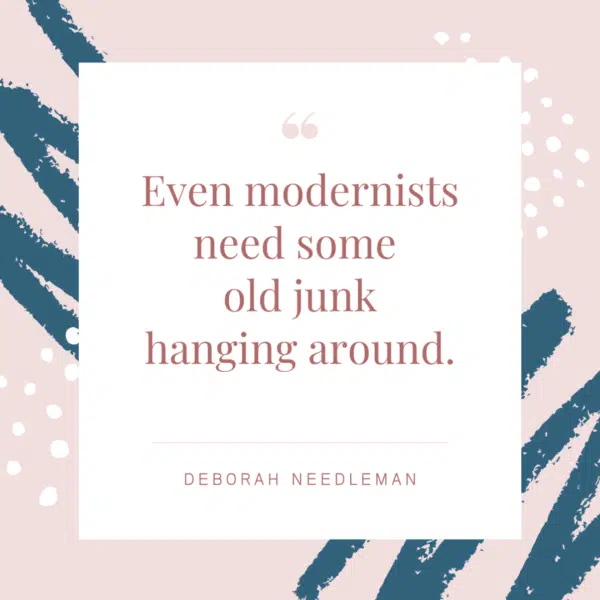 “
Even modernists
need some
old junk
hanging around.
DEBORAH NEEDLEMAN